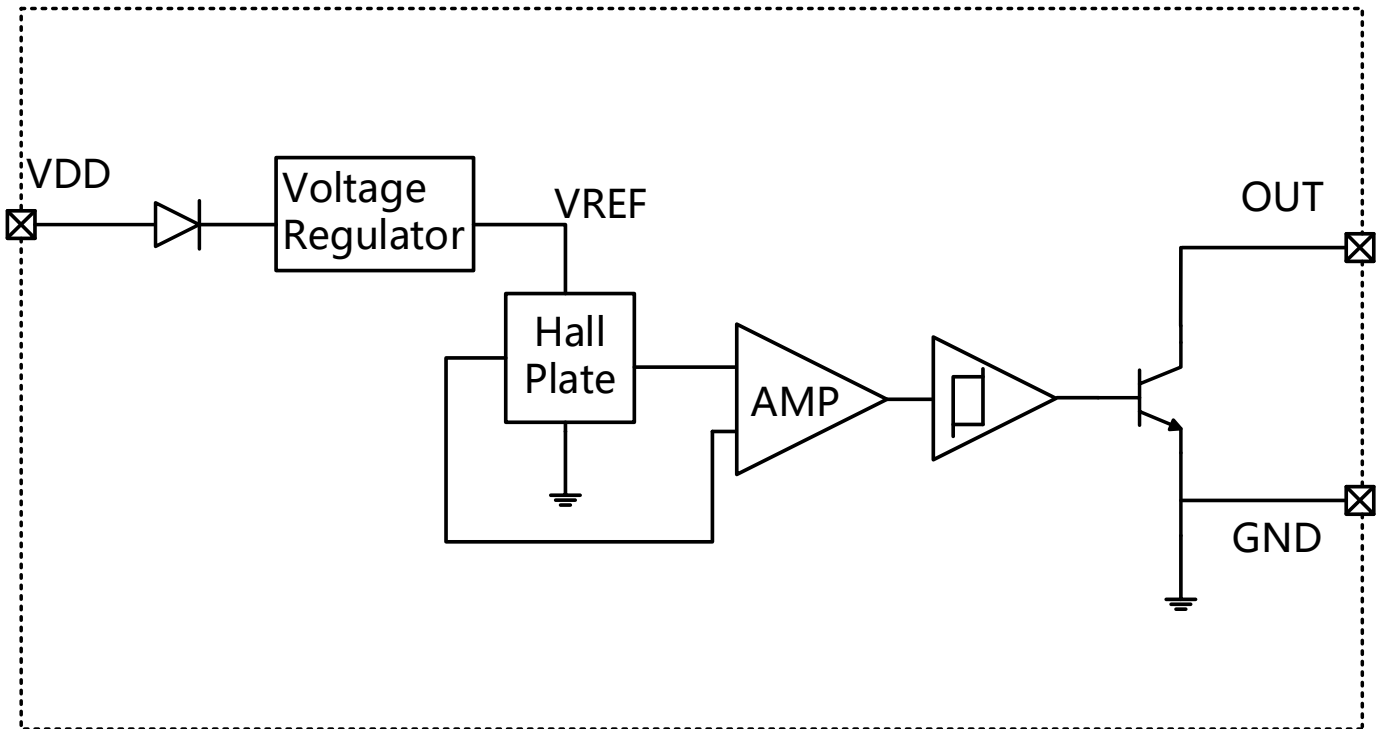 VDD
Voltage
Regulator
VREF
OUT
Hall
Plate
AMP
GND